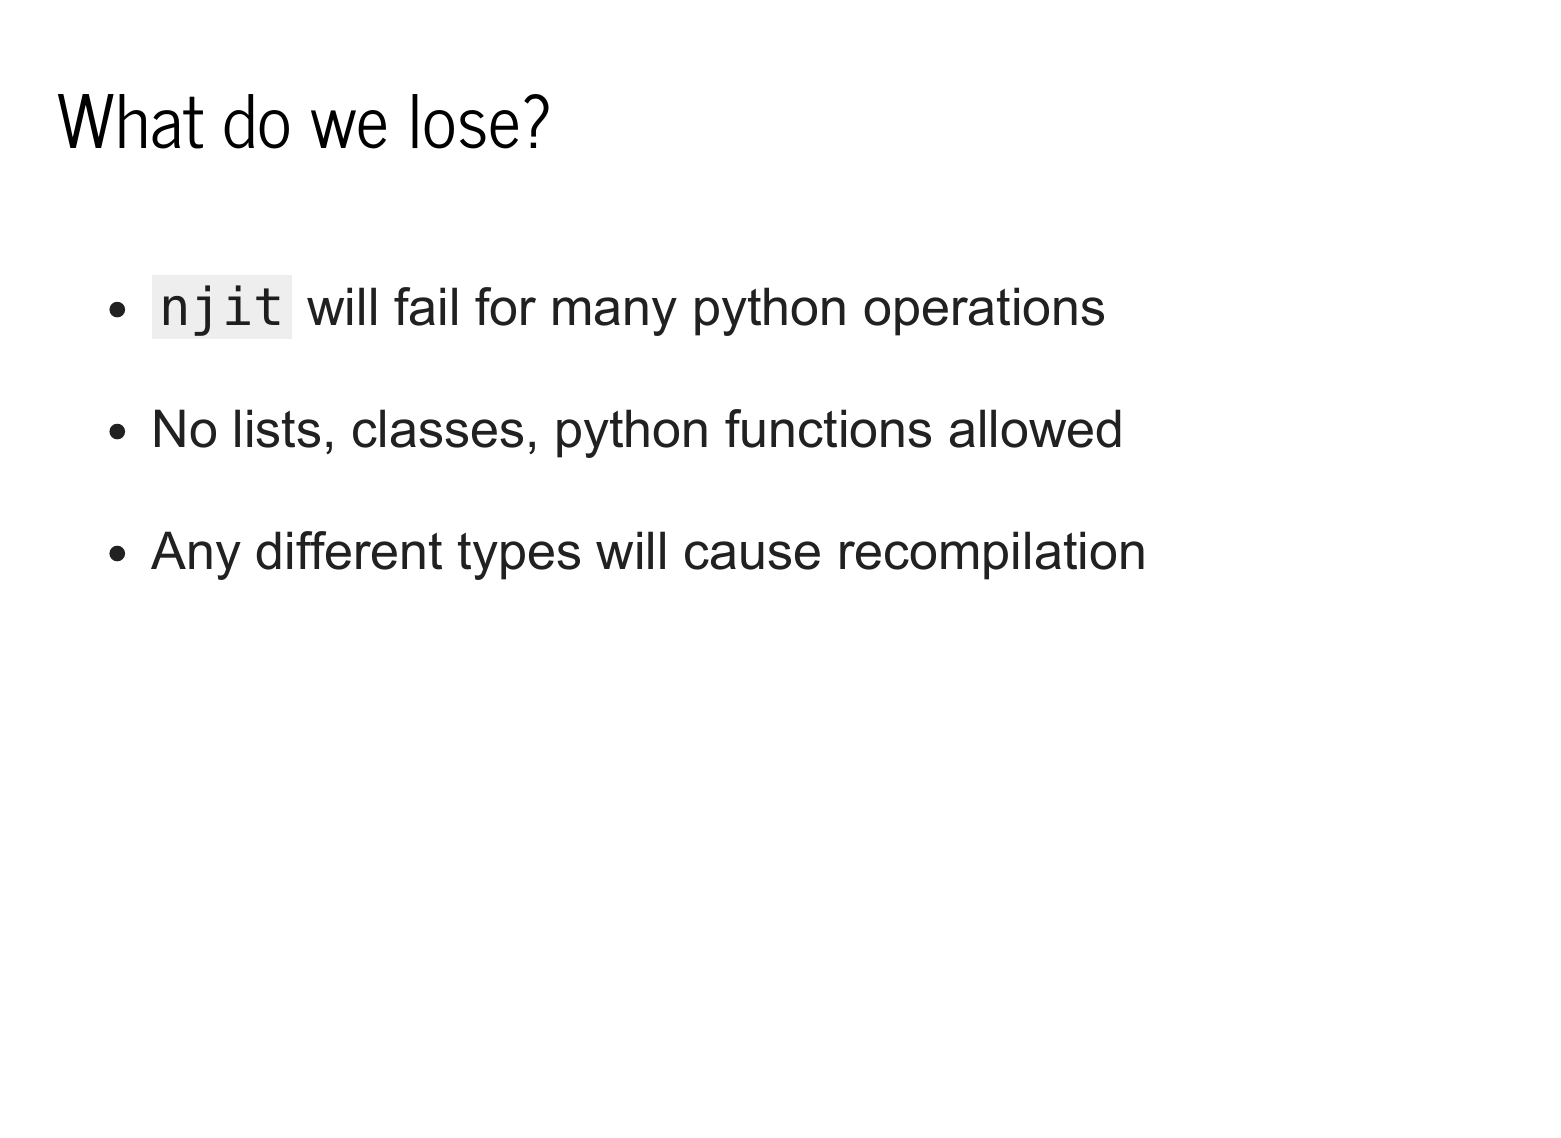 What do we lose?
njit will fail for many python operations
No lists, classes, python functions allowed
Any different types will cause recompilation